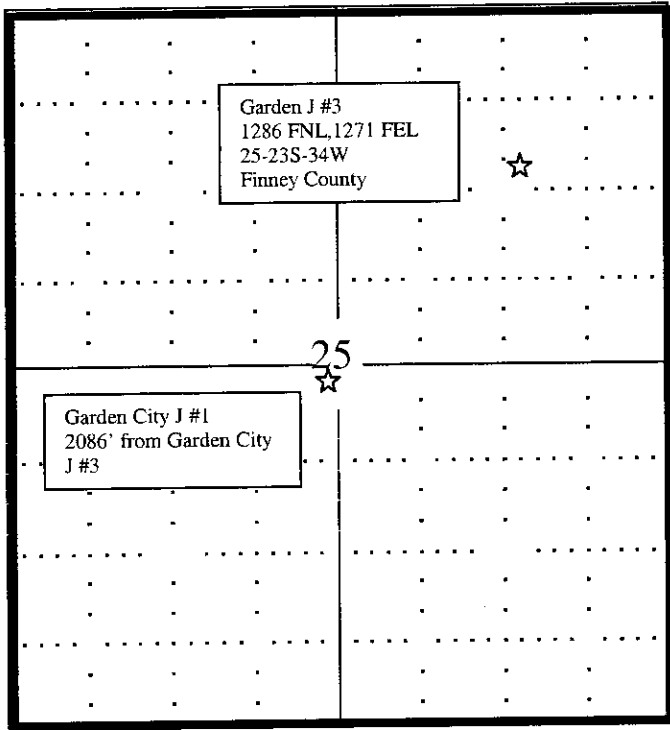 Garden J #3
1286 FNL,1271 FEL
25-23S-34W
Finney County
25
Garden City J #1
2086' from Garden City
J #3